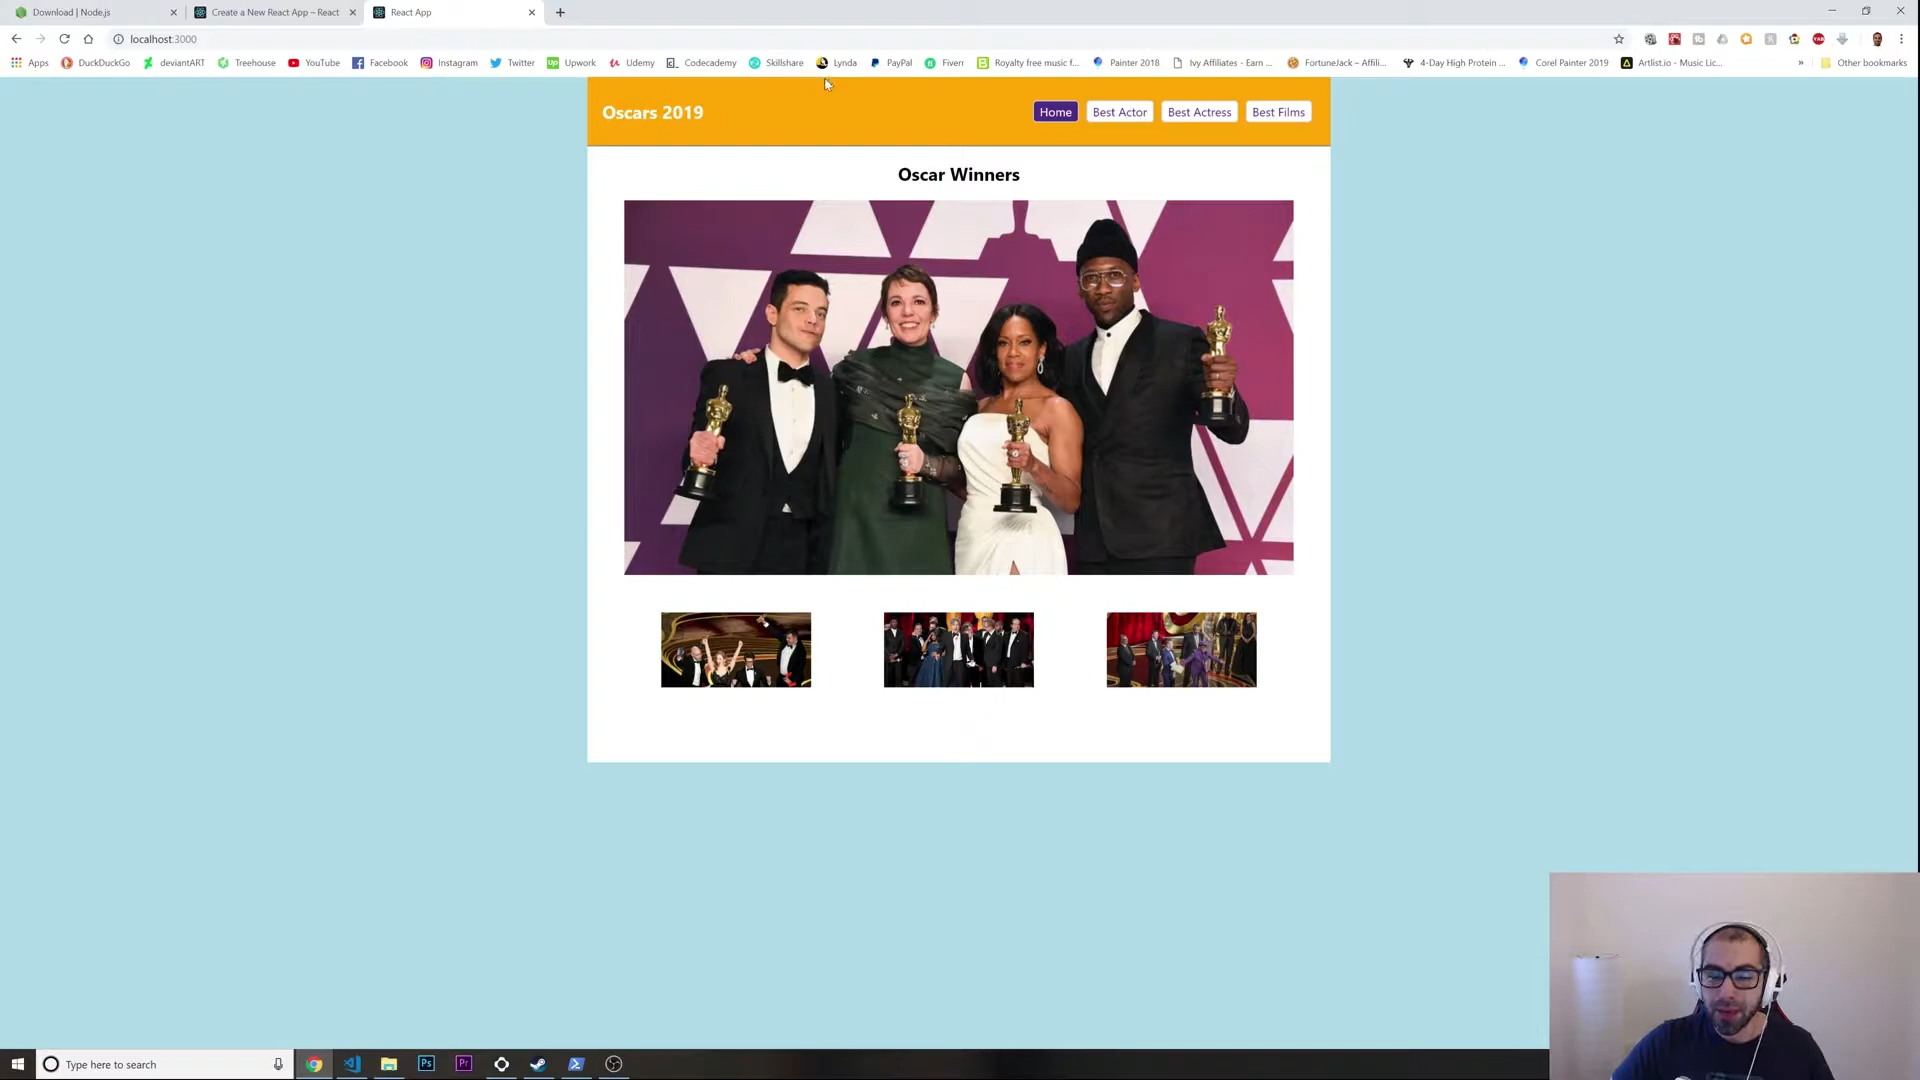 Download | Node.js
Create a New React App – React
React App
localhost:3000
Apps
DuckDuckGo
deviantART
Treehouse
YouTube
Facebook
Instagram
Twitter
Up
Upwork
Udemy
Codecademy
Skillshare
Lynda
PayPal
Fiverr
Royalty free music f...
Painter 2018
Ivy Affiliates - Earn ...
FortuneJack – Affili...
4-Day High Protein ...
Corel Painter 2019
Artlist.io - Music Lic...
»
Other bookmarks
Oscars 2019
Home
Best Actor
Best Actress
Best Films
Oscar Winners
Type here to search
Ps
Pr